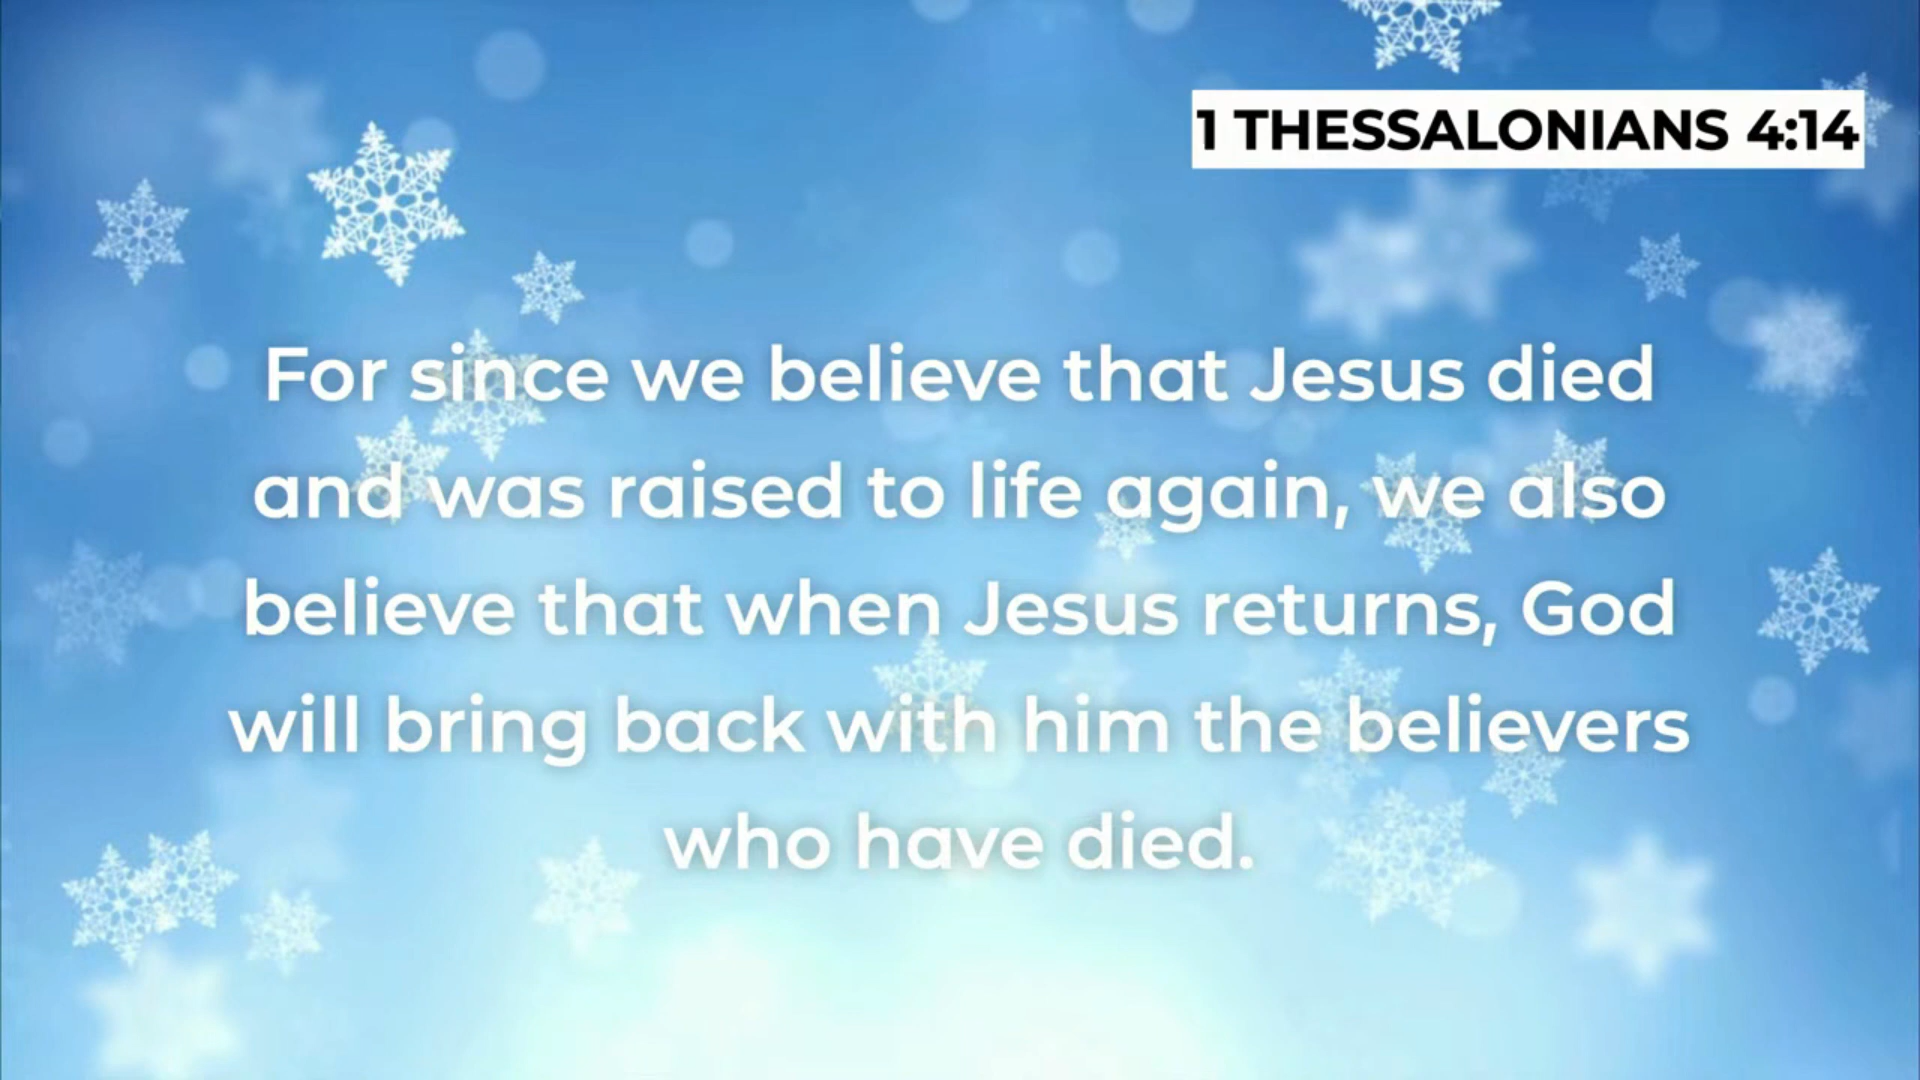 1 THESSALONIANS 4:14
For since we believe that Jesus died
and was raised to life again, we also
believe that when Jesus returns, God
will bring back with him the believers
who have died.